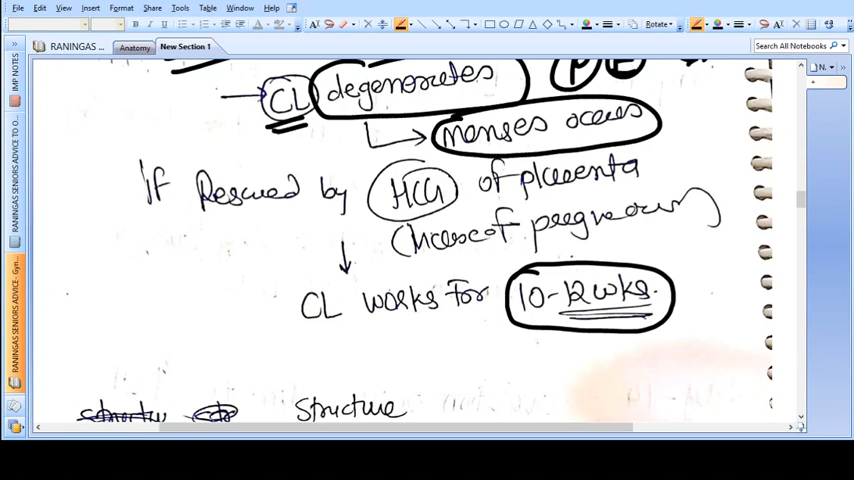 File Edit View Insert Format Share Tools Table Window Help
Rotate
RANINGAS ... Anatomy New Section 1 Search All Notebooks
N.
IMP NOTES
RANINGAS SENIORS ADVICE TO O
RANINGAS SENIORS ADVICE - Gyn
CL degenerates P E
menses occurs
If Rescued by HCG of placenta
(incase of pregnancy)
CL works for 10-12 wks.
Structure